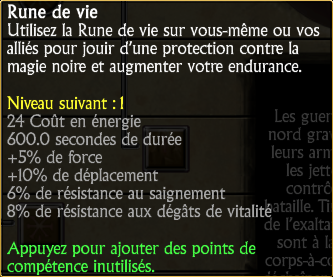 Rune de vie
Utilisez la Rune de vie sur vous-même ou vos
alliés pour jouir d'une protection contre la
magie noire et augmenter votre endurance.
Niveau suivant : 1
24 Coût en énergie
600.0 secondes de durée
+5% de force
+10% de déplacement
6% de résistance au saignement
8% de résistance aux dégâts de vitalité
Appuyez pour ajouter des points de
compétence inutilisés.
Les guer
nord gra
leurs arm
les jett
contrô
bataille. T
de l'exalta
sont à l
corps-à-c